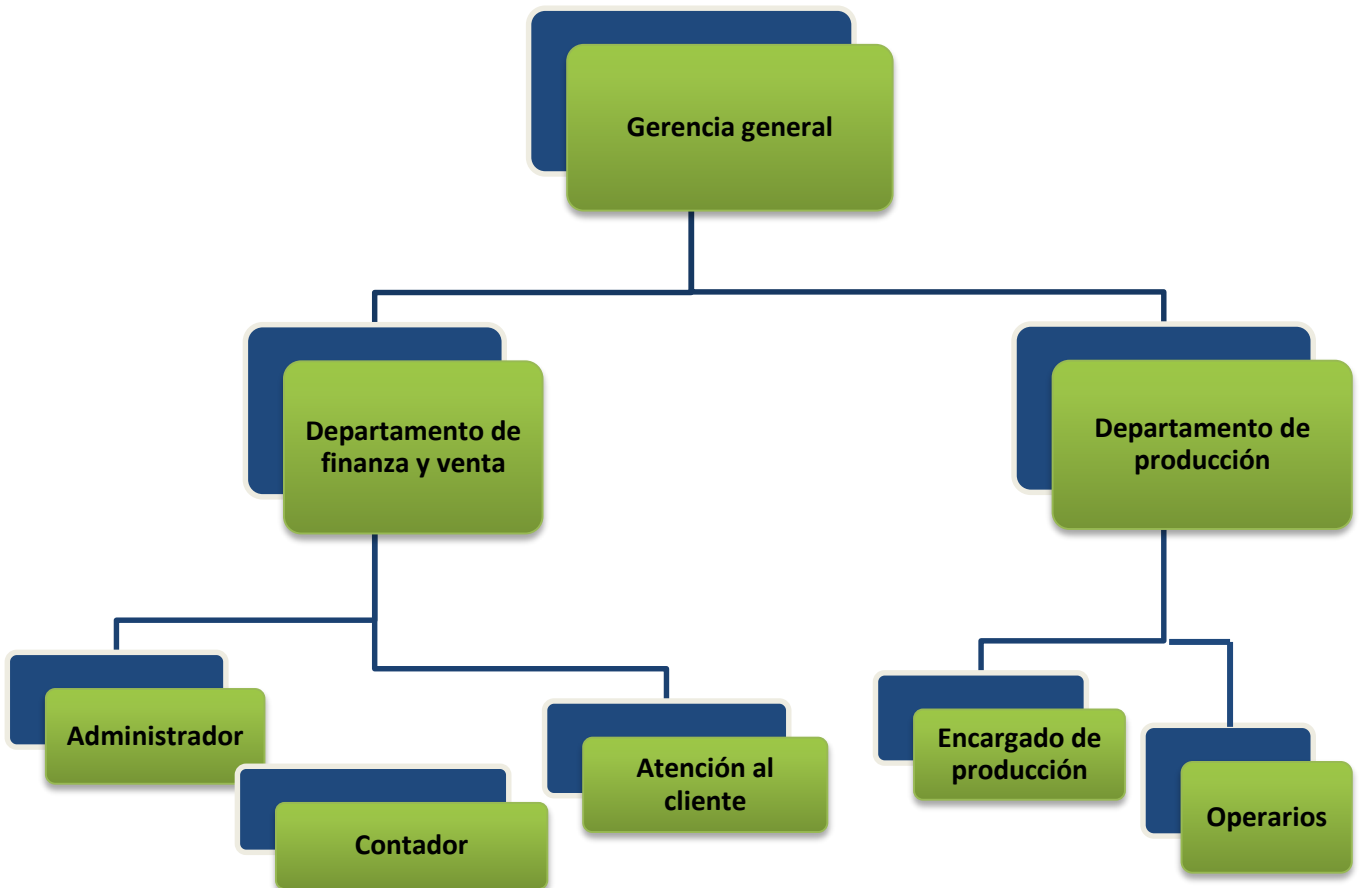 Gerencia general
Departamento de
finanza y venta
Departamento de
producción
Administrador
Contador
Atención al
cliente
Encargado de
producción
Operarios